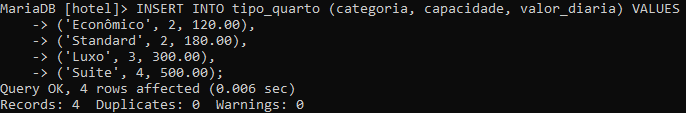 MariaDB [hotel]> INSERT INTO tipo_quarto (categoria, capacidade, valor_diaria) VALUES
    -> ('Econômico', 2, 120.00),
    -> ('Standard', 2, 180.00),
    -> ('Luxo', 3, 300.00),
    -> ('Suite', 4, 500.00);
Query OK, 4 rows affected (0.006 sec)
Records: 4  Duplicates: 0  Warnings: 0